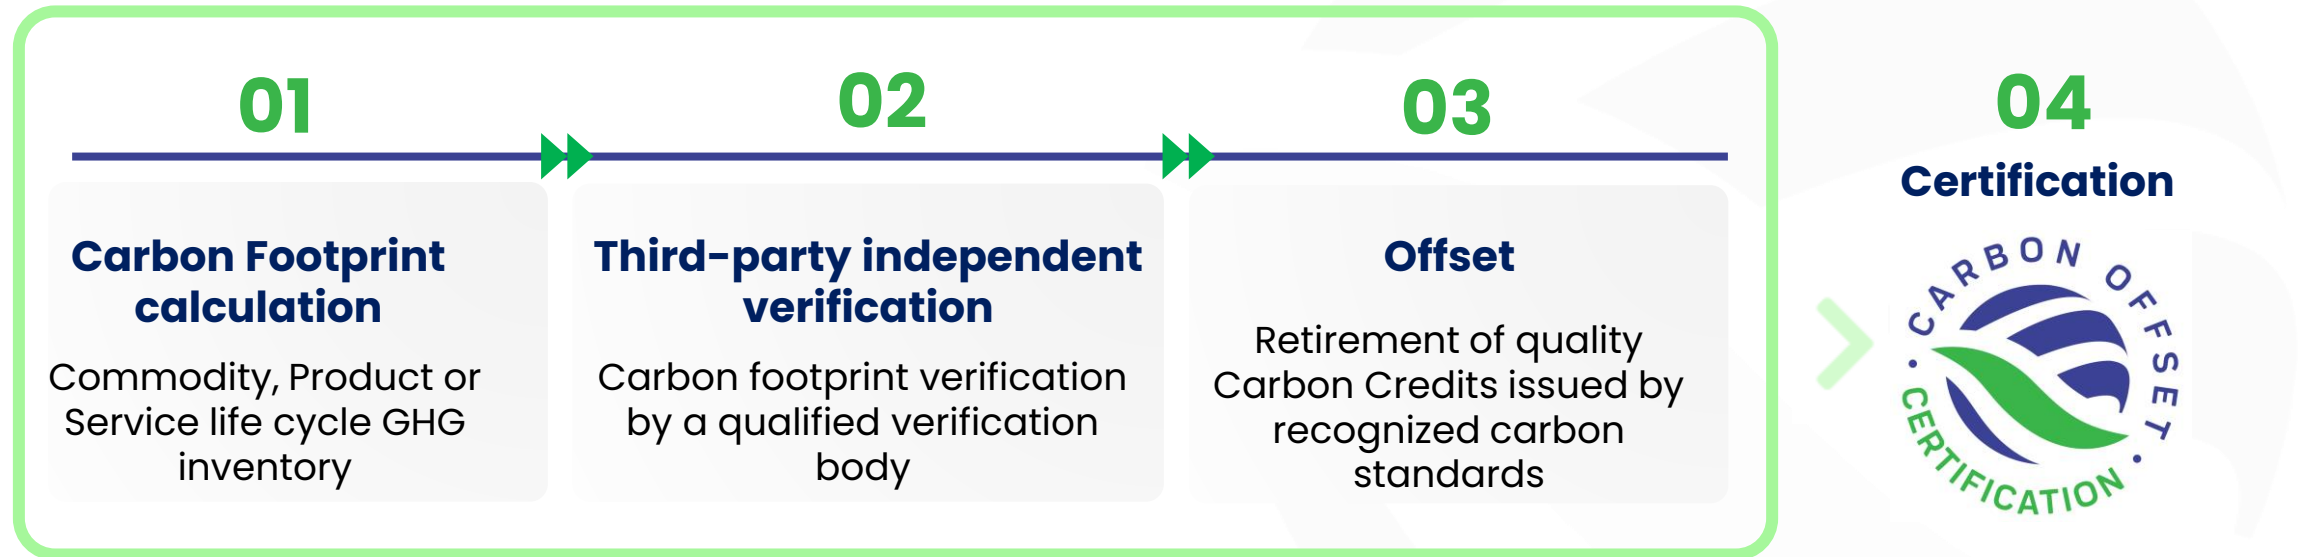 01
Carbon Footprint
calculation
Commodity, Product or
Service life cycle GHG
inventory
02
Third-party independent
verification
Carbon footprint verification
by a qualified verification
body
03
Offset
Retirement of quality
Carbon Credits issued by
recognized carbon
standards
04
Certification
CARBON OFFSET
CERTIFICATION